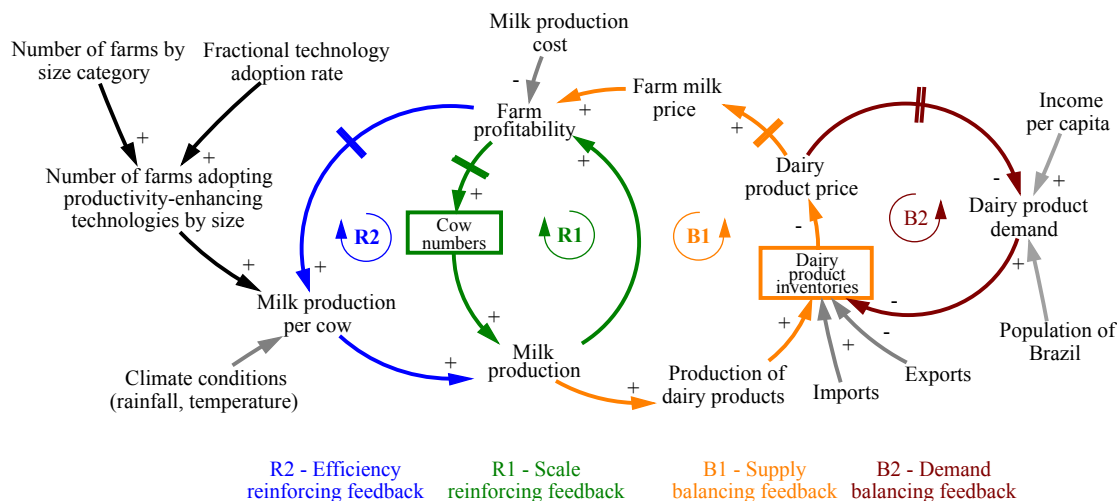 Milk production
cost
Number of farms by
size category
Fractional technology
adoption rate
-
Farm milk
price
Income
per capita
+
+
Farm
profitability
+
+
+
+
+
Number of farms adopting
productivity-enhancing
technologies by size
Dairy
product price
-
+
+
Cow
numbers
R2
R1
B1
B2
Dairy product
demand
-
+
+
Dairy
product
inventories
-
+
Milk production
per cow
+
+
+
+
-
Population of
Brazil
Milk
production
+
Climate conditions
(rainfall, temperature)
+
Production of
dairy products
Imports
Exports
R2 - Efficiency
reinforcing feedback
R1 - Scale
reinforcing feedback
B1 - Supply
balancing feedback
B2 - Demand
balancing feedback